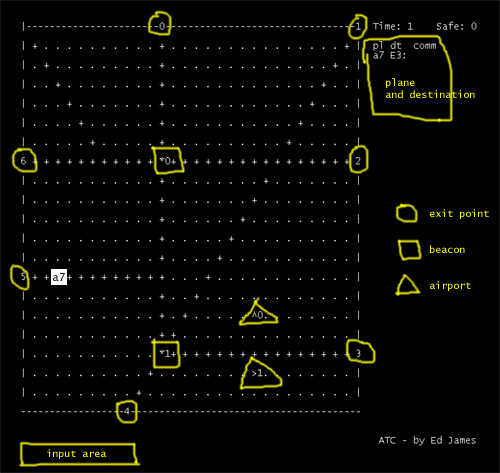 0 1 Time: 1 Safe: 0
pl dt comm
a7 E3:
plane
and destination
6 *0 2
exit point
beacon
5 a7
airport
^0
*1 3
>1
4
ATC - by Ed James
input area